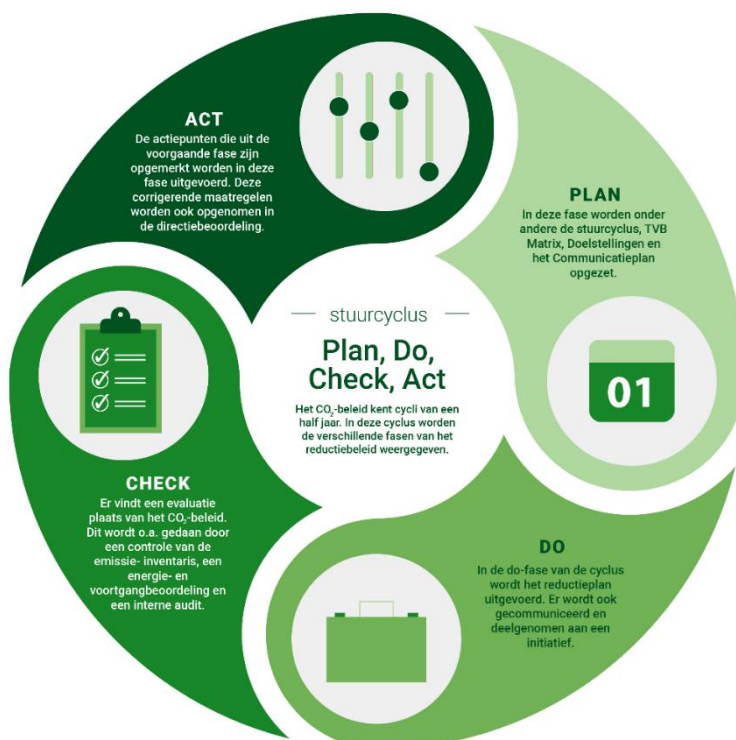 stuurcyclus
Plan, Do,
Check, Act
Het CO₂-beleid kent cycli van een
half jaar. In deze cyclus worden
de verschillende fasen van het
reductiebeleid weergegeven.
PLAN
In deze fase worden onder
andere de stuurcyclus, TVB
Matrix, Doelstellingen en
het Communicatieplan
opgezet.
01
DO
In de do-fase van de cyclus
wordt het reductieplan
uitgevoerd. Er wordt ook
gecommuniceerd en
deelgenomen aan een
initiatief.
CHECK
Er vindt een evaluatie
plaats van het CO₂-beleid.
Dit wordt o.a. gedaan door
een controle van de
emissie- inventaris, een
energie- en
voortgangbeoordeling en
een interne audit.
ACT
De actiepunten die uit de
voorgaande fase zijn
opgemerkt worden in deze
fase uitgevoerd. Deze
corrigerende maatregelen
worden ook opgenomen in
de directiebeoordeling.